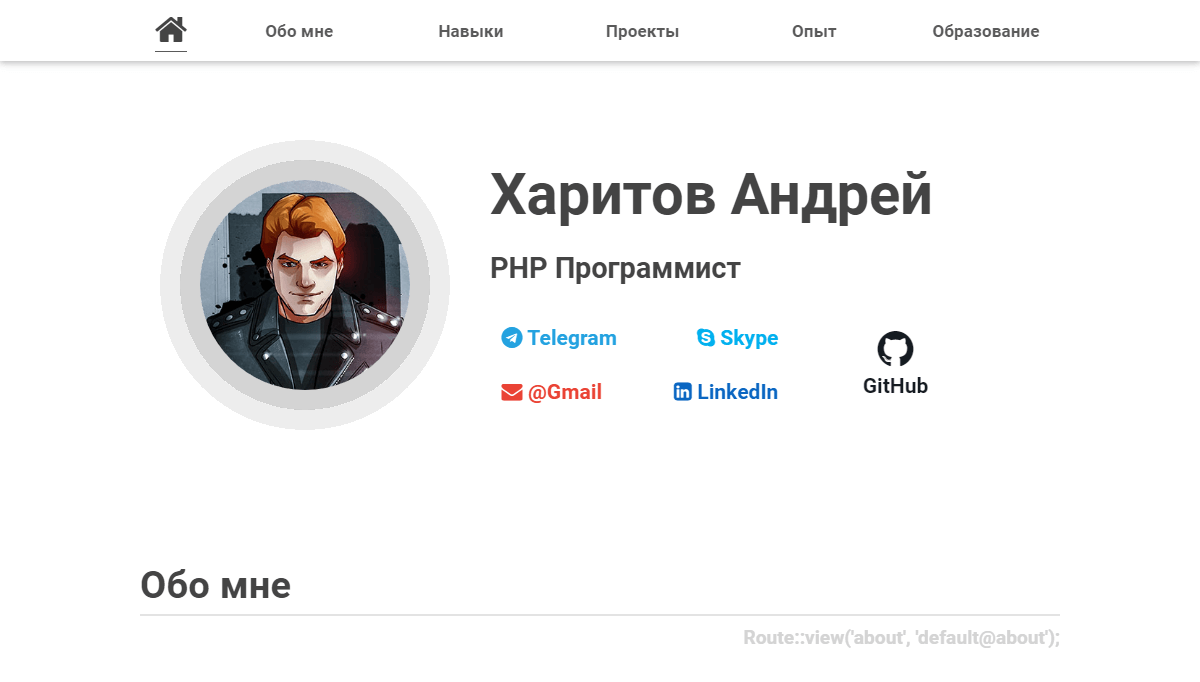 Обо мне
Навыки
Проекты
Опыт
Образование
Харитов Андрей
PHP Программист
Telegram
Skype
GitHub
@Gmail
LinkedIn
Обо мне
Route::view('about', 'default@about');